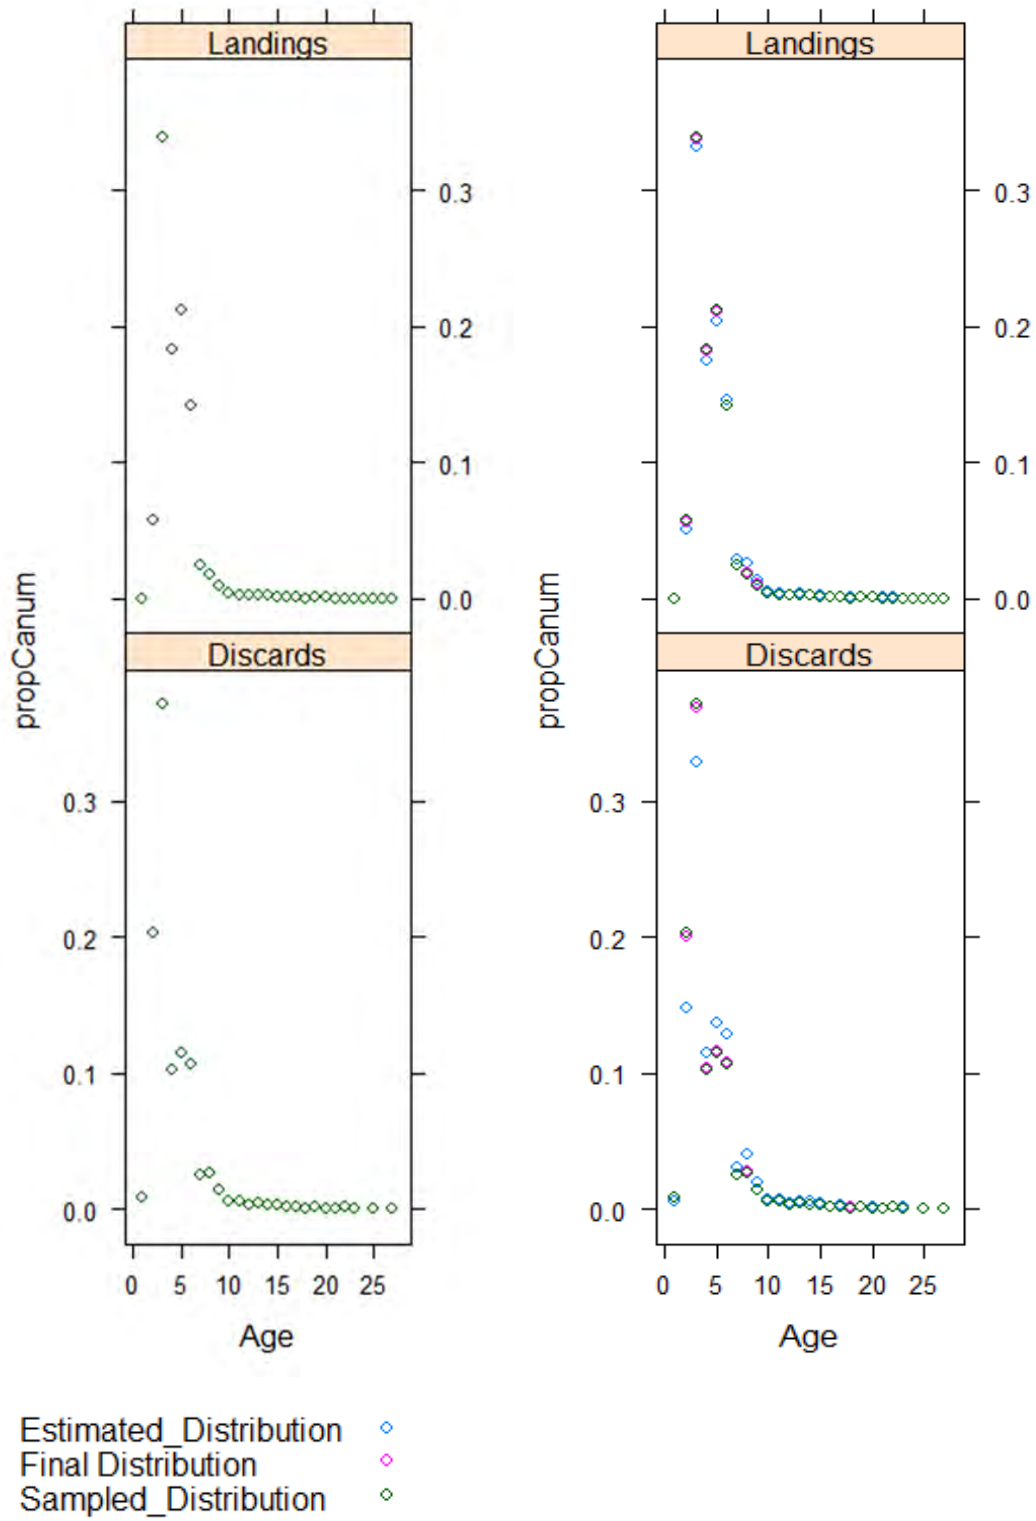 Landings
Landings
0.3
0.3
0.2
0.2
0.1
0.1
0.0
0.0
propCanum
propCanum
Discards
Discards
0.3
0.3
0.2
0.2
0.1
0.1
0.0
0.0
0 5 10 15 20 25
0 5 10 15 20 25
Age
Age
Estimated_Distribution
Final Distribution
Sampled_Distribution